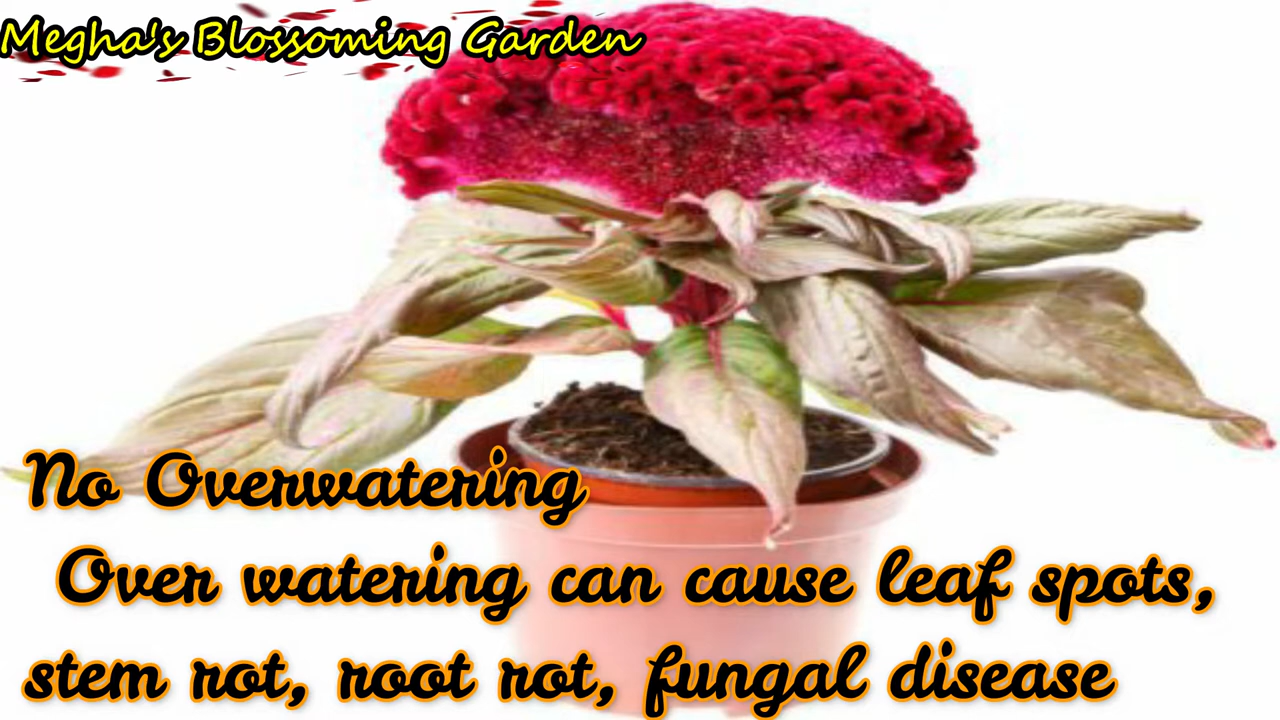 Megha's Blossoming Garden
No Overwatering
Over watering can cause leaf spots,
stem rot, root rot, fungal disease